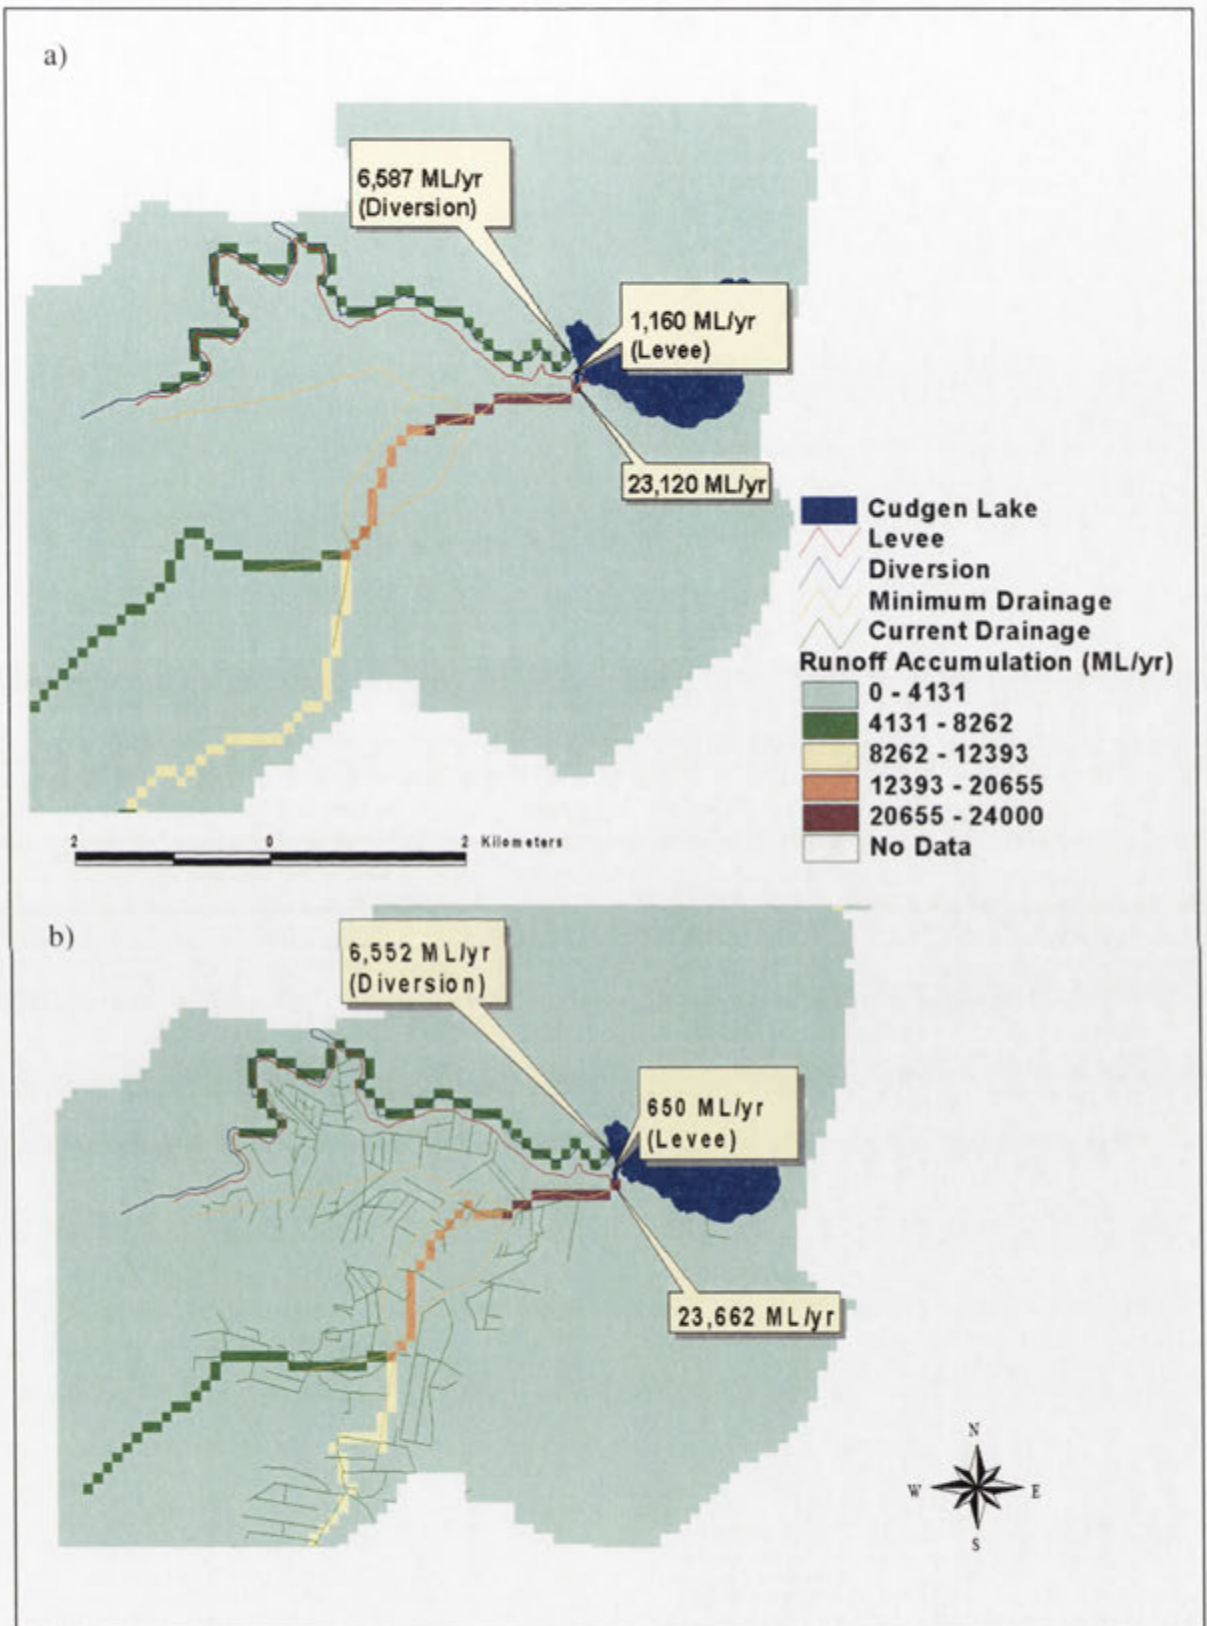 a)
6,587 ML/yr
(Diversion)
1,160 ML/yr
(Levee)
23,120 ML/yr
Cudgen Lake
Levee
Diversion
Minimum Drainage
Current Drainage
Runoff Accumulation (ML/yr)
0 - 4131
4131 - 8262
8262 - 12393
12393 - 20655
20655 - 24000
No Data
2 0 2 Kilometers
b)
6,552 ML/yr
(Diversion)
650 ML/yr
(Levee)
23,662 ML/yr
N
W E
S